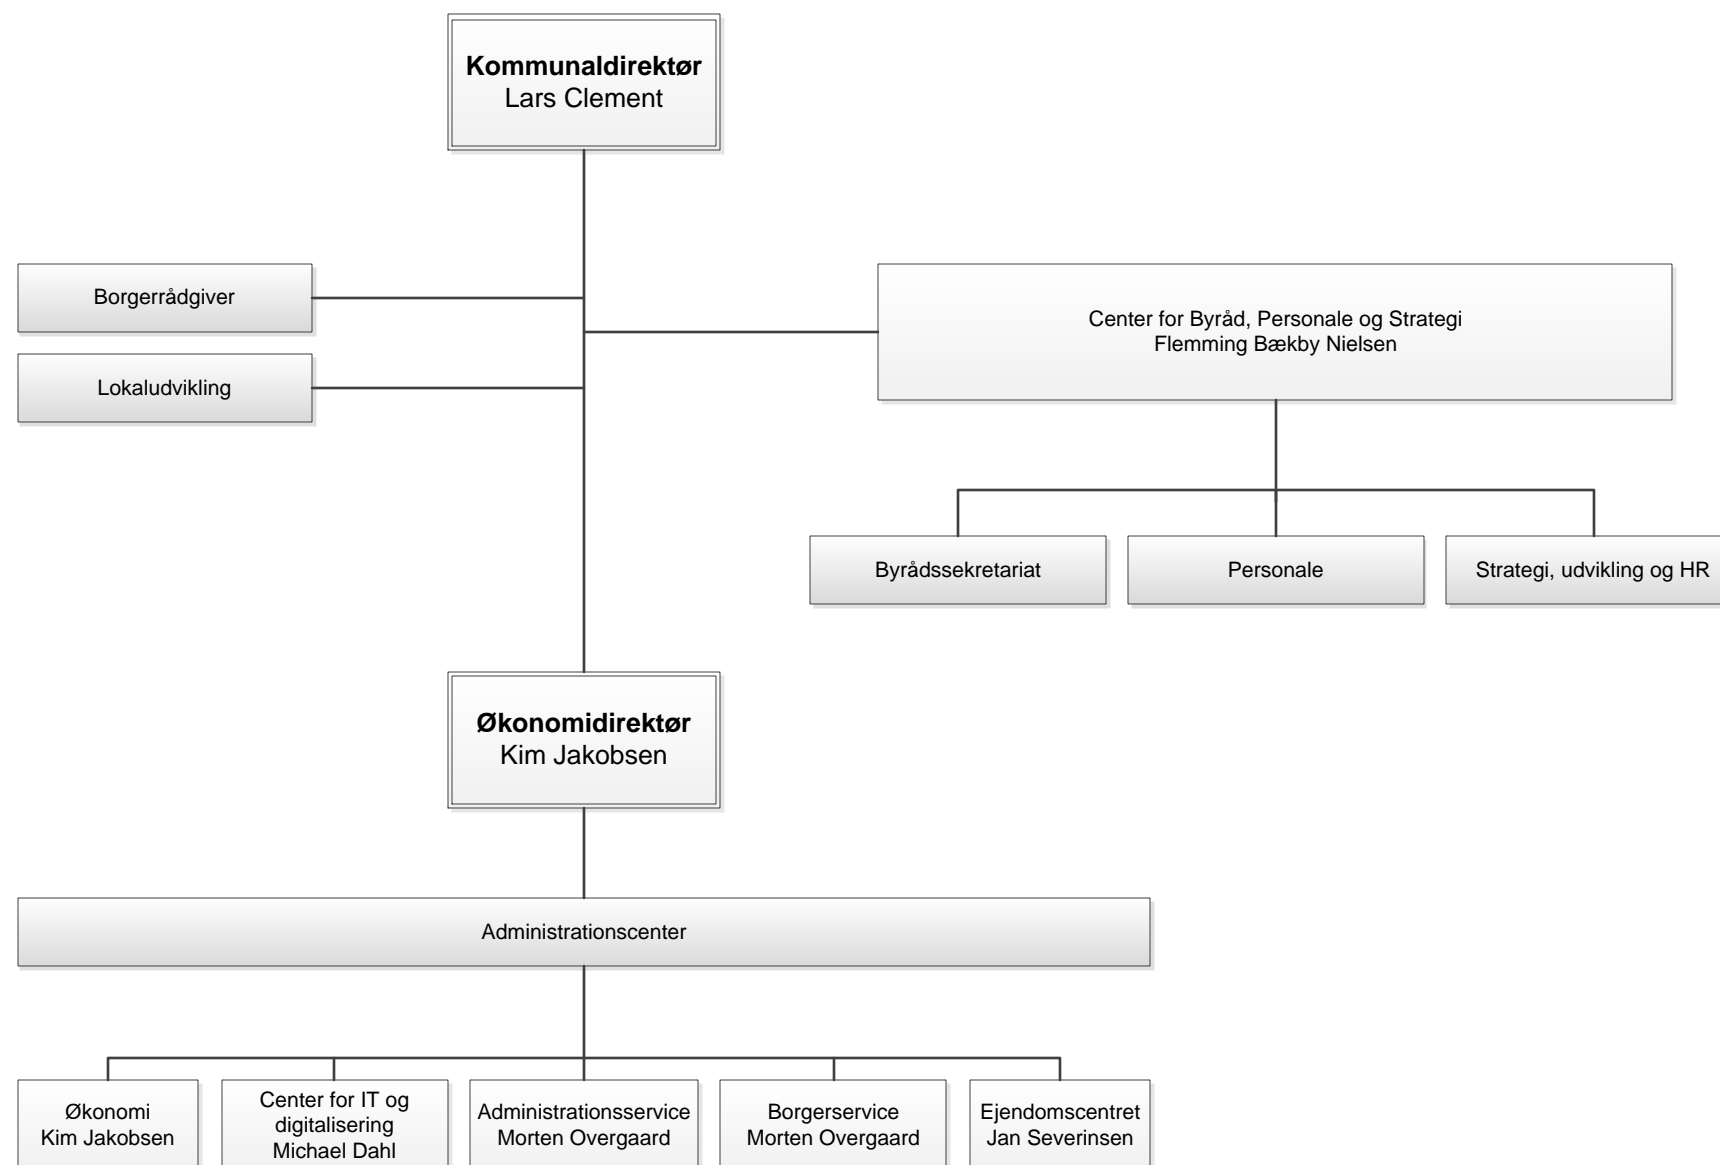 Kommunaldirektør
Lars Clement
Borgerrådgiver
Lokaludvikling
Center for Byråd, Personale og Strategi
Flemming Bækby Nielsen
Byrådssekretariat
Personale
Strategi, udvikling og HR
Økonomidirektør
Kim Jakobsen
Administrationscenter
Økonomi
Kim Jakobsen
Center for IT og
digitalisering
Michael Dahl
Administrationsservice
Morten Overgaard
Borgerservice
Morten Overgaard
Ejendomscentret
Jan Severinsen